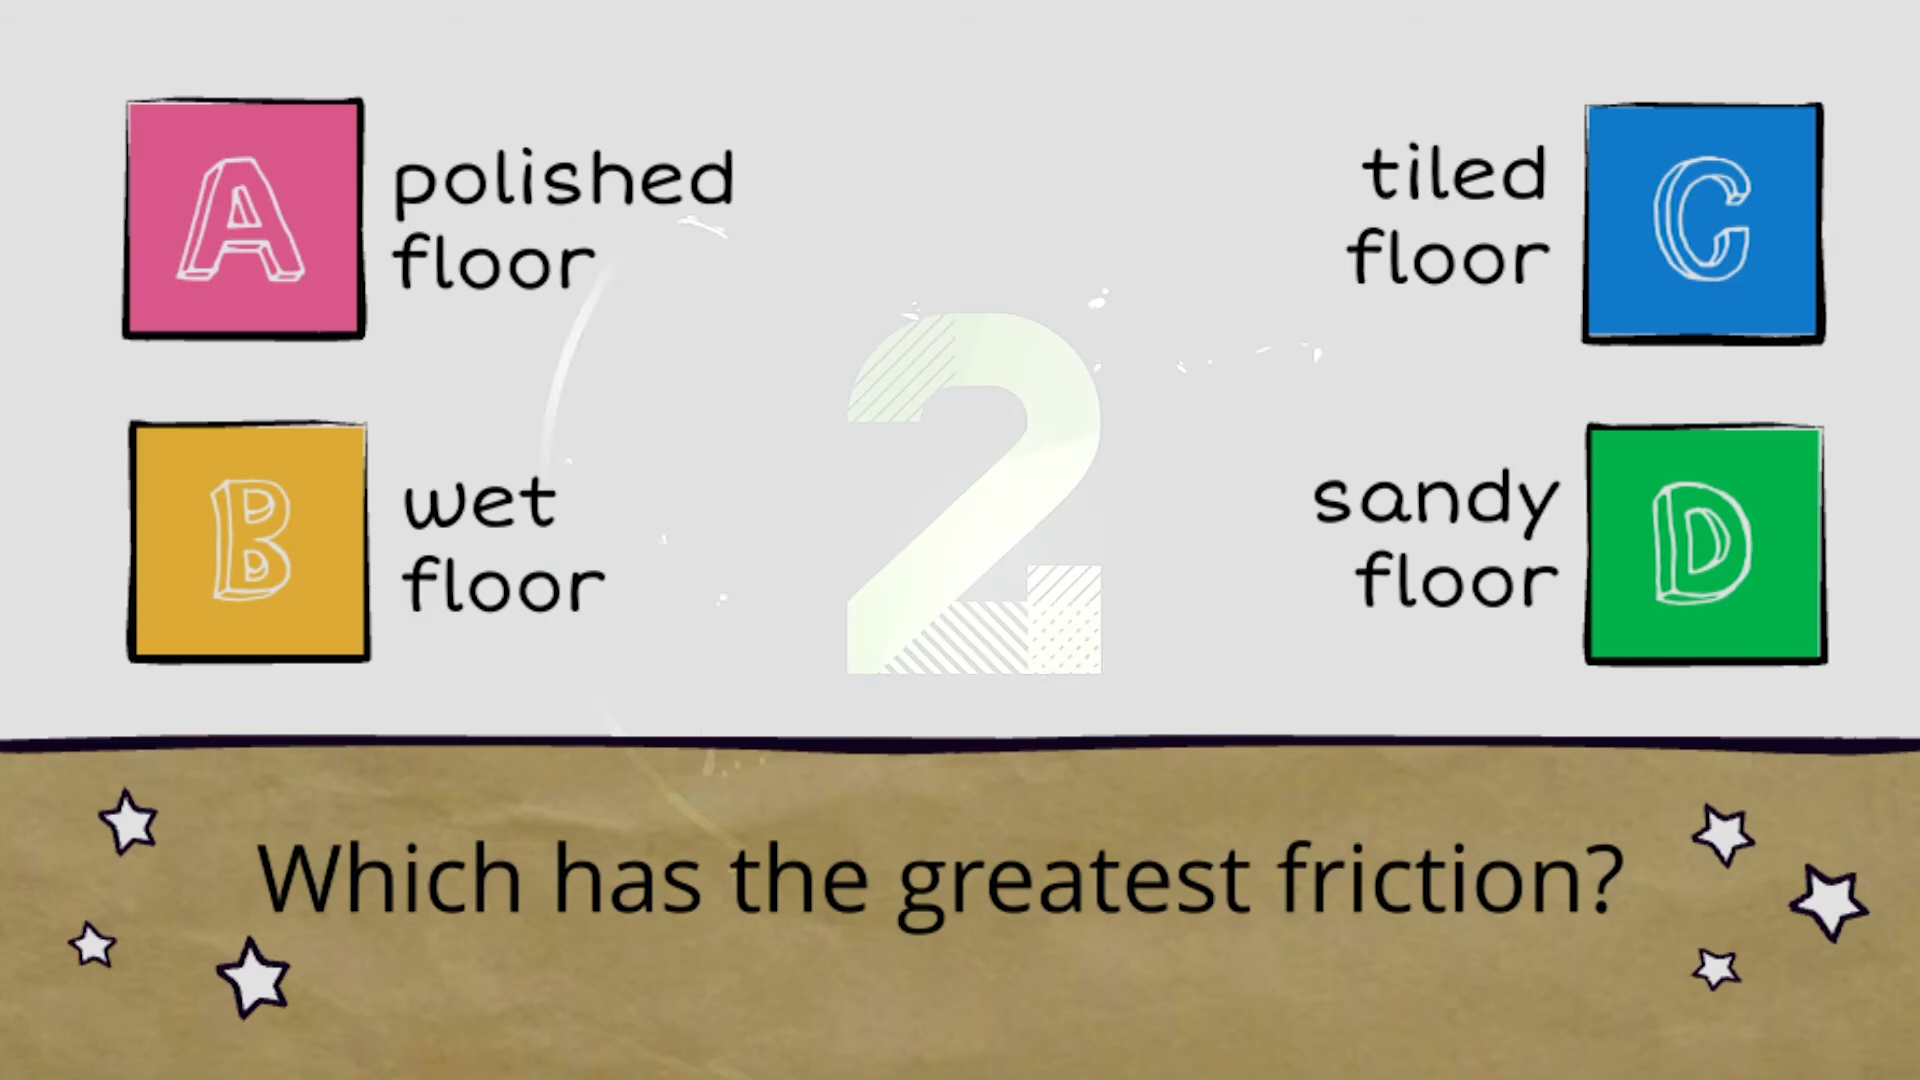 A
polished
floor
B
wet
floor
tiled
floor
C
sandy
floor
D
2
Which has the greatest friction?